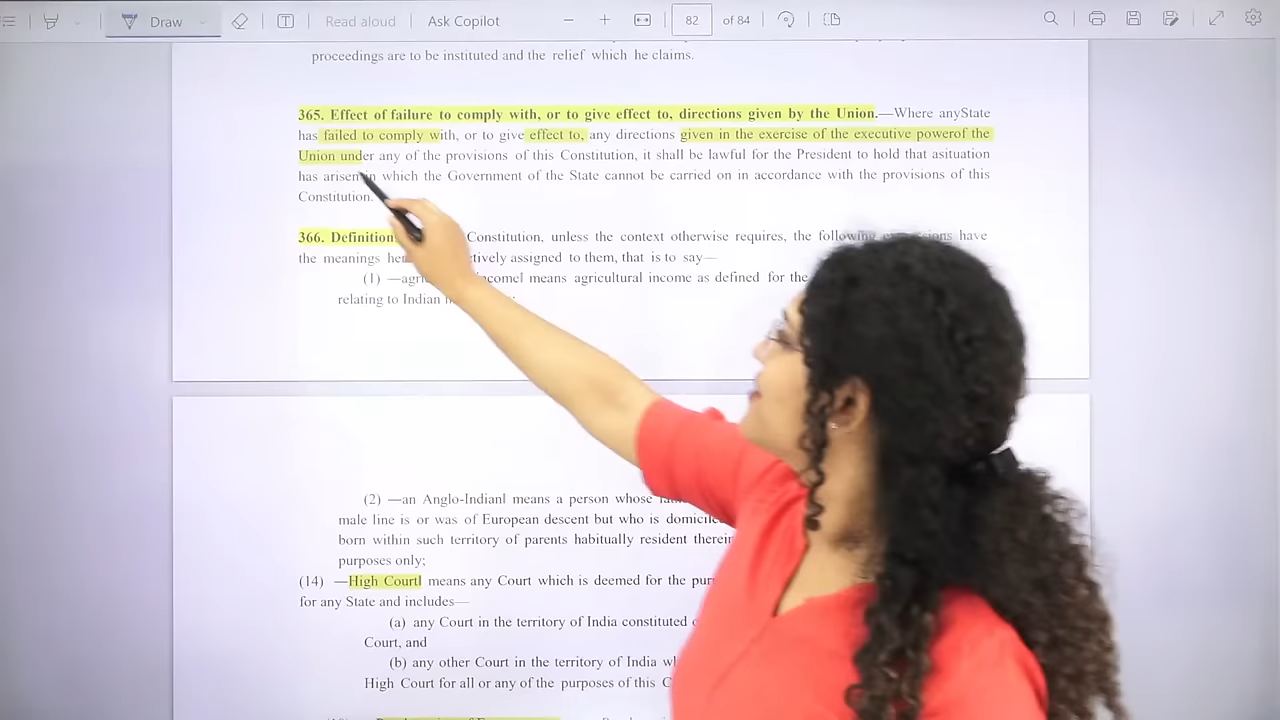 Draw Read aloud Ask Copilot 82 of 84
proceedings are to be instituted and the relief which he claims.
365. Effect of failure to comply with, or to give effect to, directions given by the Union.—Where anyState
has failed to comply with, or to give effect to, any directions given in the exercise of the executive powerof the
Union under any of the provisions of this Constitution, it shall be lawful for the President to hold that asituation
has arisen in which the Government of the State cannot be carried on in accordance with the provisions of this
Constitution.
366. Definition Constitution, unless the context otherwise requires, the following have
the meanings assigned to them, that is to say—
(1) means agricultural income as defined for the
relating to Indian
(2) —an Anglo-Indianl means a person whose
male line is or was of European descent but who is
born within such territory of parents habitually resident therein
purposes only;
(14) —High Courtl means any Court which is deemed for the
for any State and includes—
(a) any Court in the territory of India constituted
Court, and
(b) any other Court in the territory of India
High Court for all or any of the purposes of this